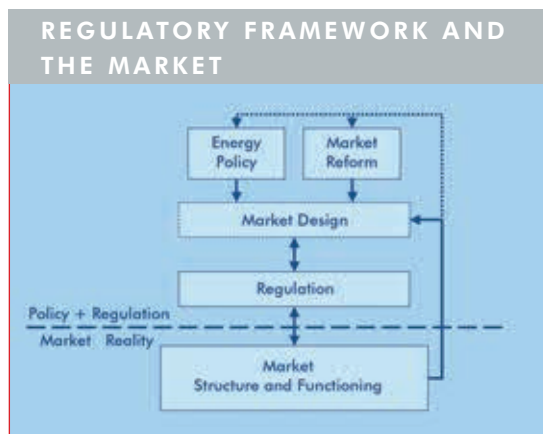 REGULATORY FRAMEWORK AND
THE MARKET
Energy
Policy
Market
Reform
Market Design
Regulation
Policy + Regulation
Market Reality
Market
Structure and Functioning